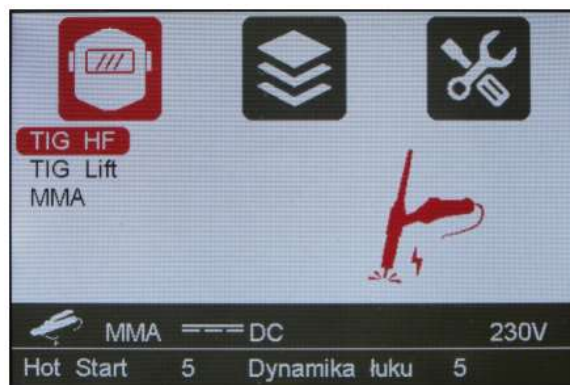 TIG HF
TIG Lift
MMA
MMA DC 230V
Hot Start 5 Dynamika łuku 5